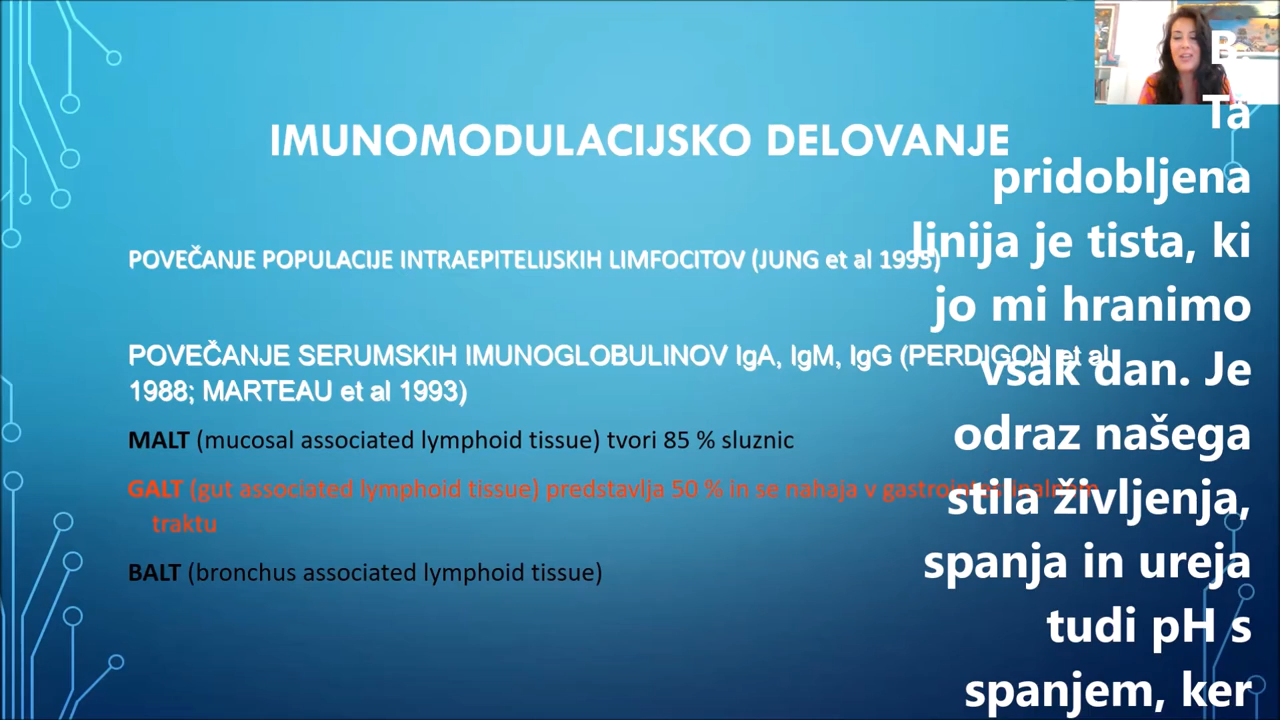 IMUNOMODULACIJSKO DELOVANJE
POVEČANJE POPULACIJE INTRAEPITELIJSKIH LIMFOCITOV (JUNG et al 1993)
POVEČANJE SERUMSKIH IMUNOGLOBULINOV IgA, IgM, IgG (PERDIGON et al
1988; MARTEAU et al 1993)
MALT (mucosal associated lymphoid tissue) tvori 85 % sluznic
GALT (gut associated lymphoid tissue) predstavlja 50 % in se nahaja v gastrointestinalnem
traktu
BALT (bronchus associated lymphoid tissue)
B.
Ta
pridobljena
linija je tista, ki
jo mi hranimo
vsak dan. Je
odraz našega
stila življenja,
spanja in ureja
tudi pH s
spanjem, ker